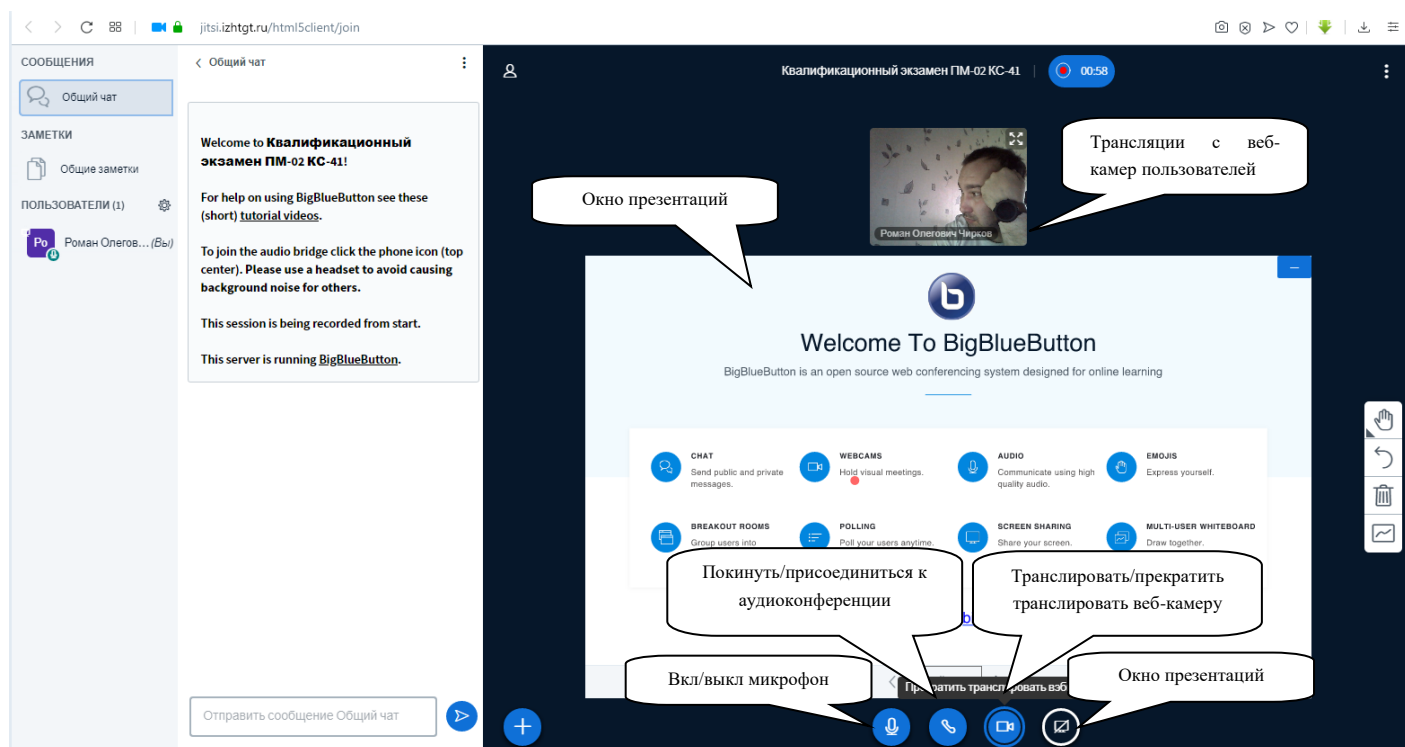 jitsi.izhtgt.ru/html5client/join
СООБЩЕНИЯ
Общий чат
ЗАМЕТКИ
Общие заметки
ПОЛЬЗОВАТЕЛИ (1)
Po
Роман Олегов... (Вы)
Общий чат
Welcome to Квалификационный
экзамен ПМ-02 КС-41!
For help on using BigBlueButton see these
(short) tutorial videos.
To join the audio bridge click the phone icon (top
center). Please use a headset to avoid causing
background noise for others.
This session is being recorded from start.
This server is running BigBlueButton.
Отправить сообщение Общий чат
Квалификационный экзамен ПМ-02 КС-41
00:58
Трансляции с веб-
камер пользователей
Окно презентаций
Роман Олегович Чирков
Welcome To BigBlueButton
BigBlueButton is an open source web conferencing system designed for online learning
CHAT
Send public and private
messages.
WEBCAMS
Hold visual meetings.
AUDIO
Communicate using high
quality audio.
EMOJIS
Express yourself.
BREAKOUT ROOMS
Group users into
POLLING
Poll your users anytime.
SCREEN SHARING
Share your screen.
MULTI-USER WHITEBOARD
Draw together.
Покинуть/присоединиться к
аудиоконференции
Транслировать/прекратить
транслировать веб-камеру
Вкл/выкл микрофон
Окно презентаций